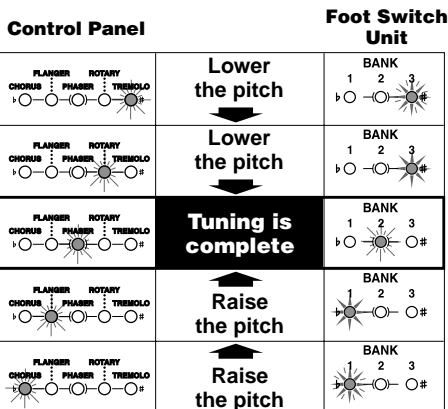 Control Panel
Foot Switch
Unit
FLANGER ROTARY
CHORUS PHASER TREMOLO
♭ ♯
Lower
the pitch
BANK
1 2 3
♭ ♯
FLANGER ROTARY
CHORUS PHASER TREMOLO
♭ ♯
Lower
the pitch
BANK
1 2 3
♭ ♯
FLANGER ROTARY
CHORUS PHASER TREMOLO
♭ ♯
Tuning is
complete
BANK
1 2 3
♭ ♯
FLANGER ROTARY
CHORUS PHASER TREMOLO
♭ ♯
Raise
the pitch
BANK
1 2 3
♭ ♯
FLANGER ROTARY
CHORUS PHASER TREMOLO
♭ ♯
Raise
the pitch
BANK
1 2 3
♭ ♯